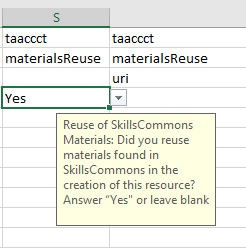 S
taaccct taaccct
materialsReuse materialsReuse
uri
Yes
Reuse of SkillsCommons
Materials: Did you reuse
materials found in
SkillsCommons in the
creation of this resource?
Answer "Yes" or leave blank